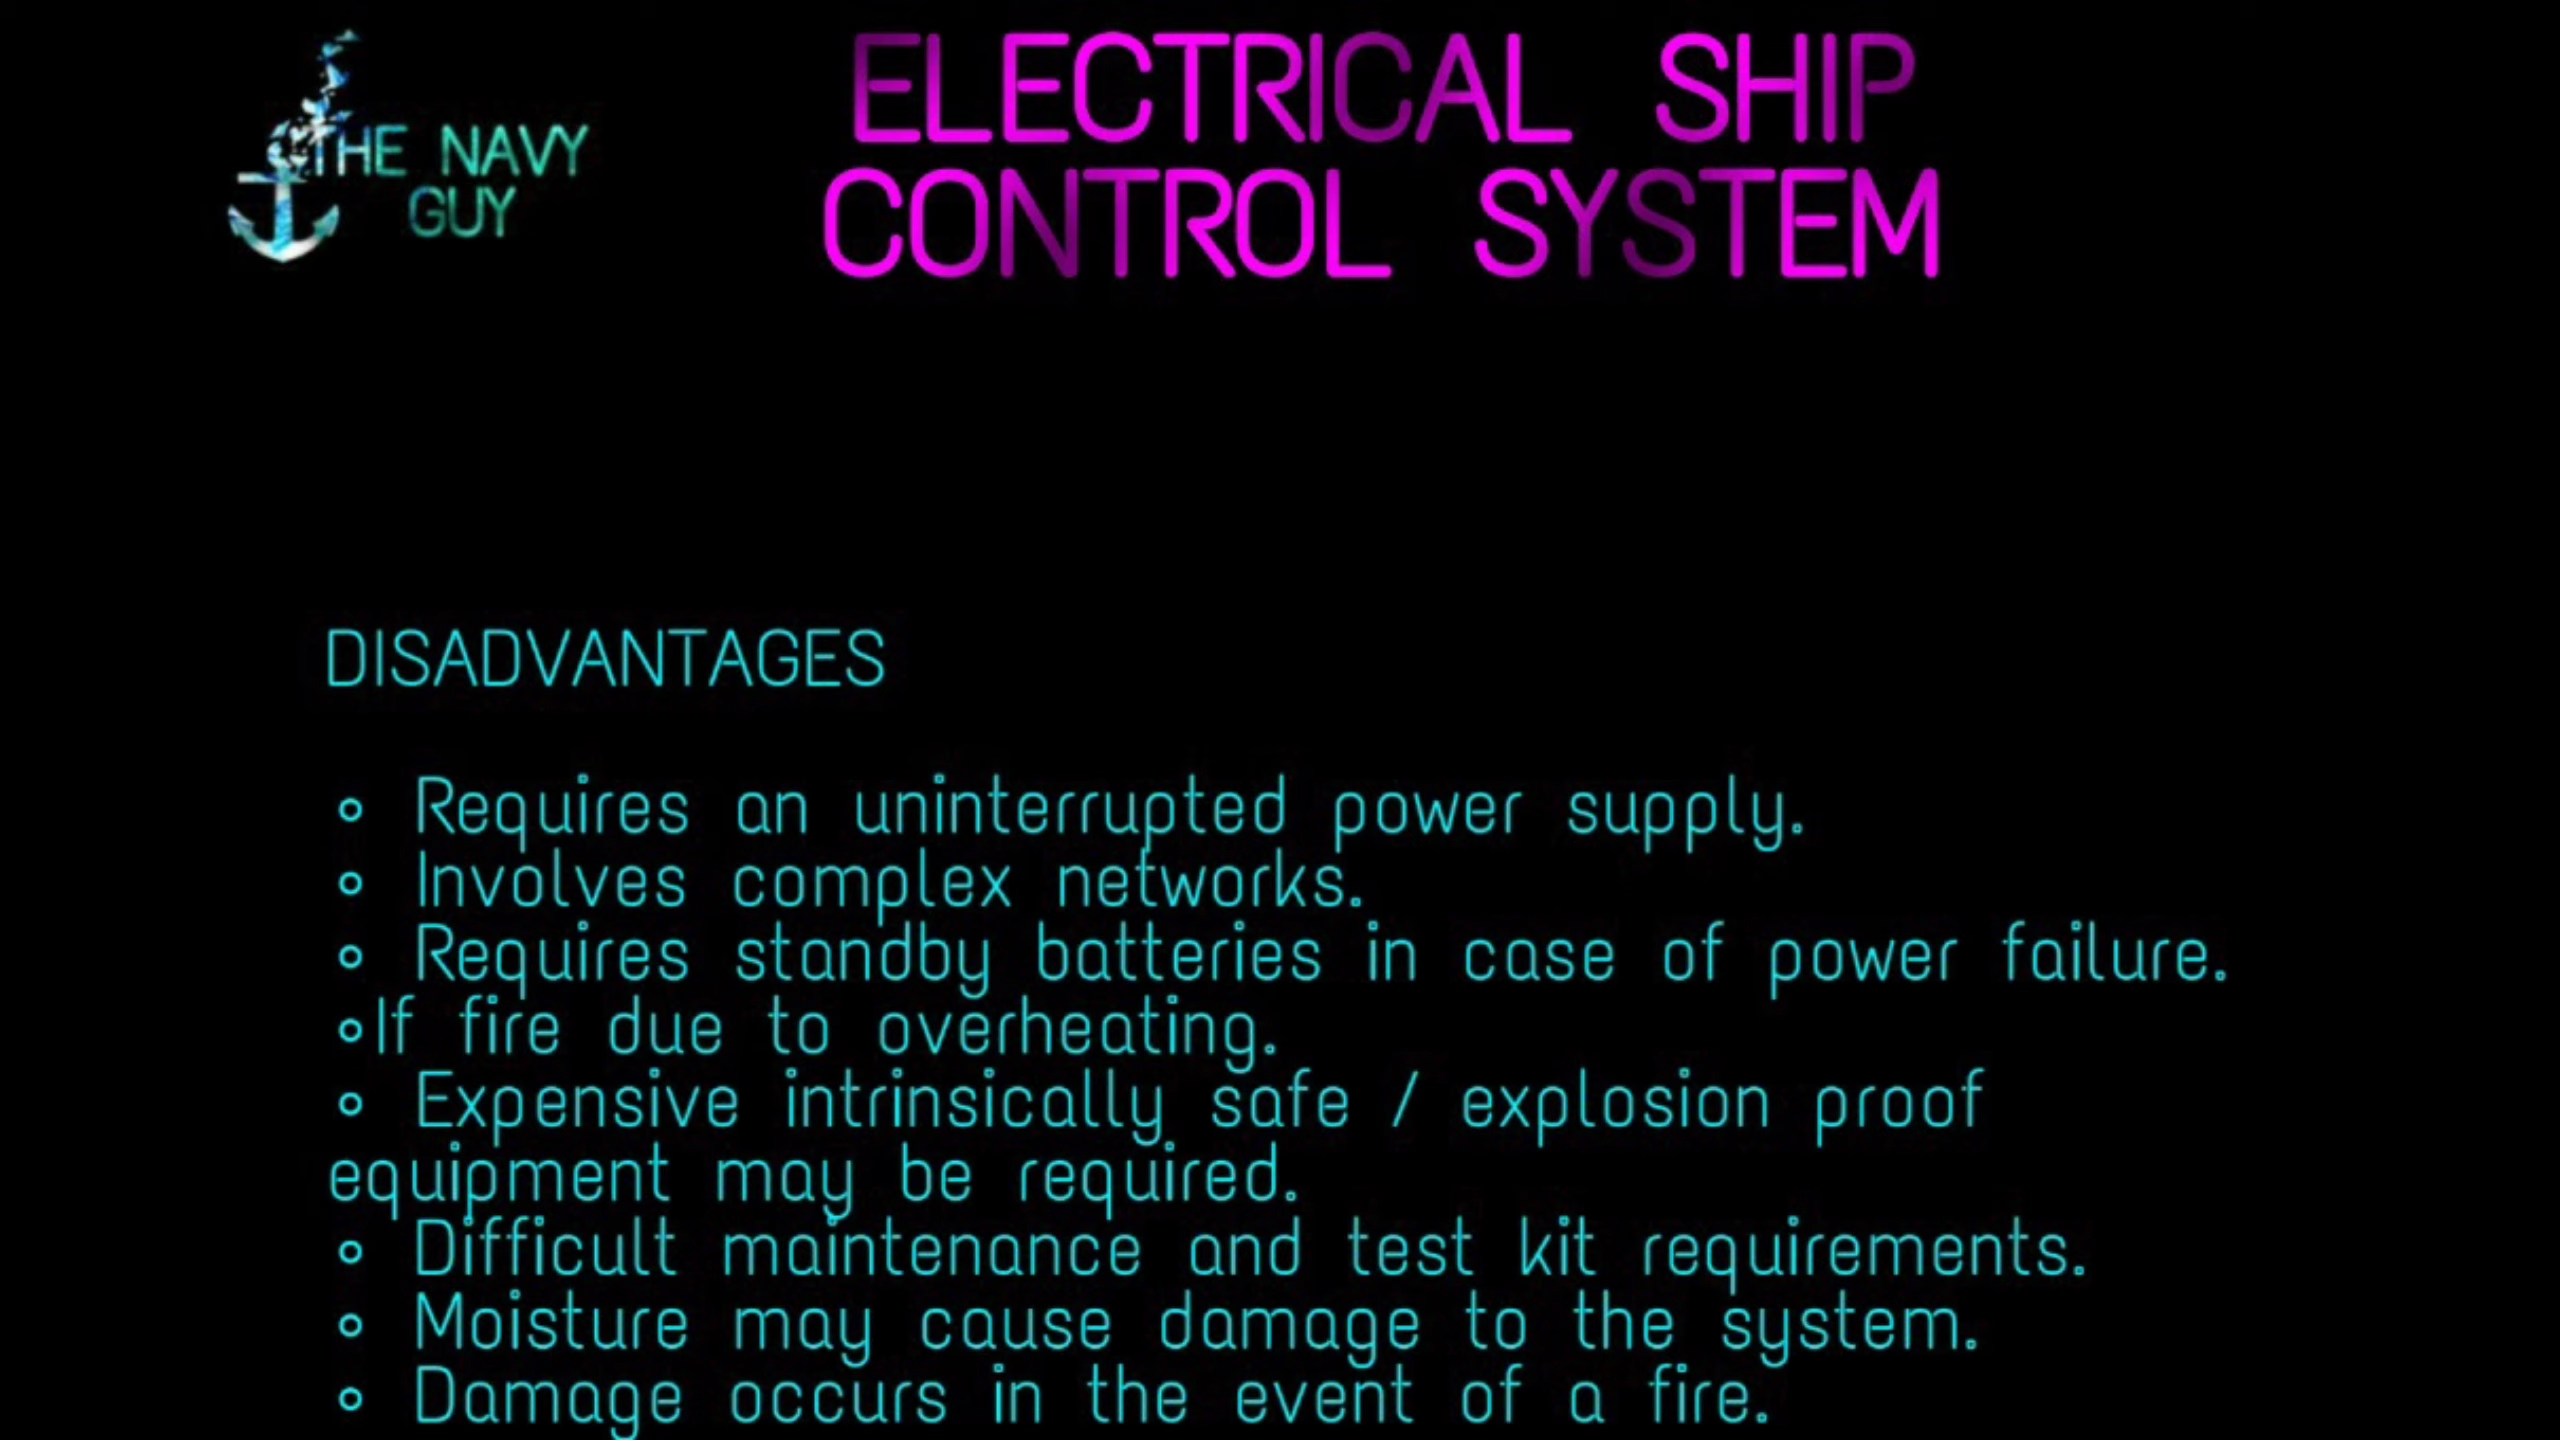 THE NAVY
GUY
ELECTRICAL SHIP
CONTROL SYSTEM
DISADVANTAGES
∘ Requires an uninterrupted power supply.
∘ Involves complex networks.
∘ Requires standby batteries in case of power failure.
∘If fire due to overheating.
∘ Expensive intrinsically safe / explosion proof
equipment may be required.
∘ Difficult maintenance and test kit requirements.
∘ Moisture may cause damage to the system.
∘ Damage occurs in the event of a fire.